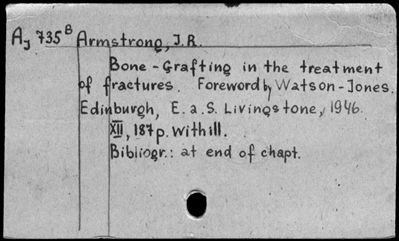 Aj 735ᴮ Armstrong, J.R.
Bone-Grafting in the treatment
of fractures. Foreword by Watson-Jones.
Edinburgh, E. a. S. Livingstone, 1946.
XII, 187 p. with ill.
Bibliogr.: at end of chapt.